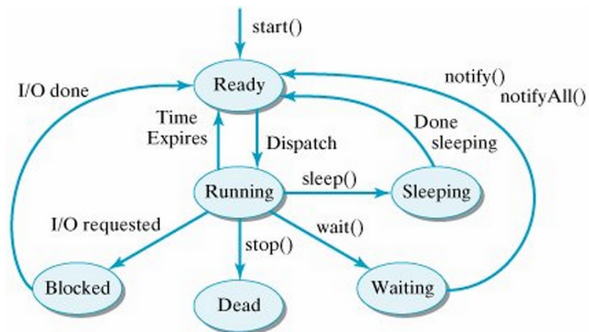 start()
Ready
I/O done
notify()
notifyAll()
Time
Expires
Dispatch
Done
sleeping
Running
sleep()
Sleeping
I/O requested
stop()
wait()
Blocked
Dead
Waiting